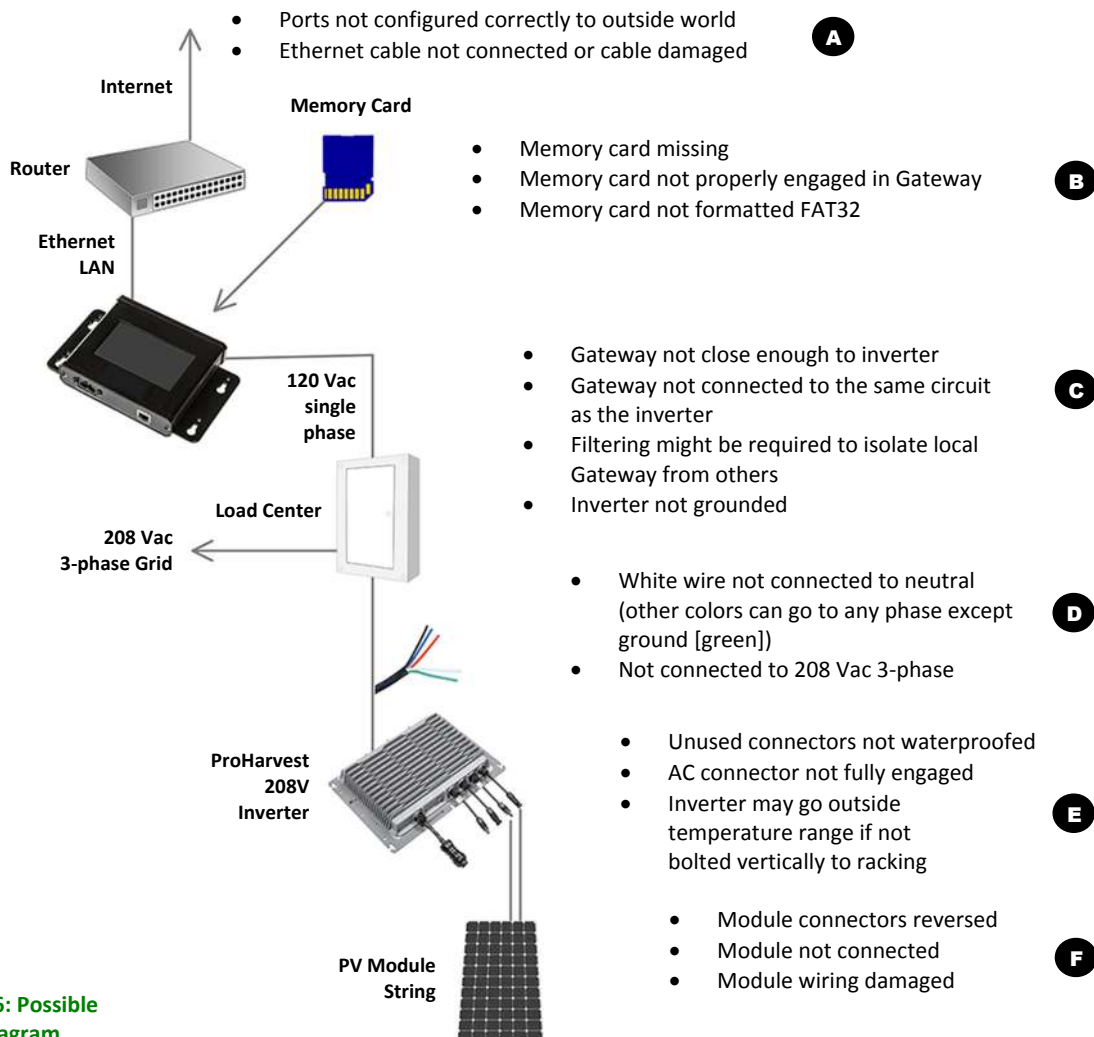 • Ports not configured correctly to outside world
• Ethernet cable not connected or cable damaged
A
Internet
Memory Card
Router
• Memory card missing
• Memory card not properly engaged in Gateway
• Memory card not formatted FAT32
B
Ethernet
LAN
120 Vac
single
phase
• Gateway not close enough to inverter
• Gateway not connected to the same circuit
as the inverter
• Filtering might be required to isolate local
Gateway from others
• Inverter not grounded
C
Load Center
208 Vac
3-phase Grid
• White wire not connected to neutral
(other colors can go to any phase except
ground [green])
• Not connected to 208 Vac 3-phase
D
ProHarvest
208V
Inverter
• Unused connectors not waterproofed
• AC connector not fully engaged
• Inverter may go outside
temperature range if not
bolted vertically to racking
E
• Module connectors reversed
• Module not connected
• Module wiring damaged
F
PV Module
String
: Possible